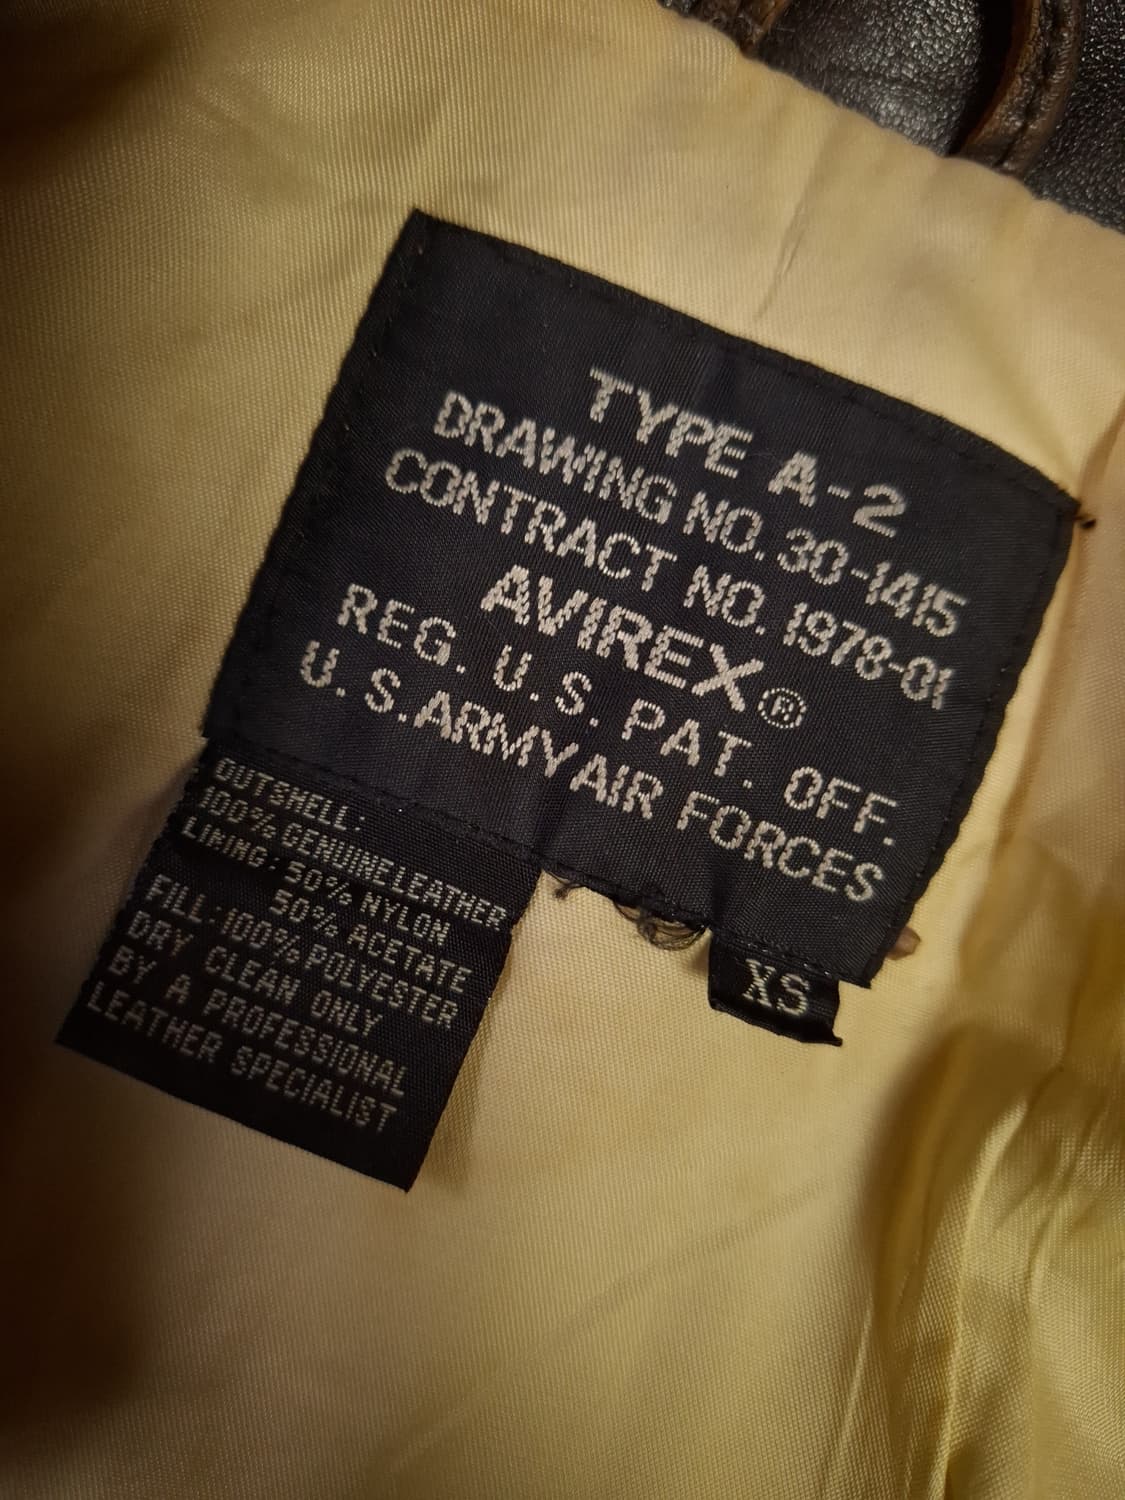 TYPE A-2
DRAWING NO. 30-1415
CONTRACT NO. 1978-01
AVIREX®
REG. U.S. PAT. OFF.
U.S. ARMY AIR FORCES
XS
OUTSHELL:
100% GENUINE LEATHER
LINING: 50% NYLON
50% ACETATE
FILL: 100% POLYESTER
DRY CLEAN ONLY
BY A PROFESSIONAL
LEATHER SPECIALIST